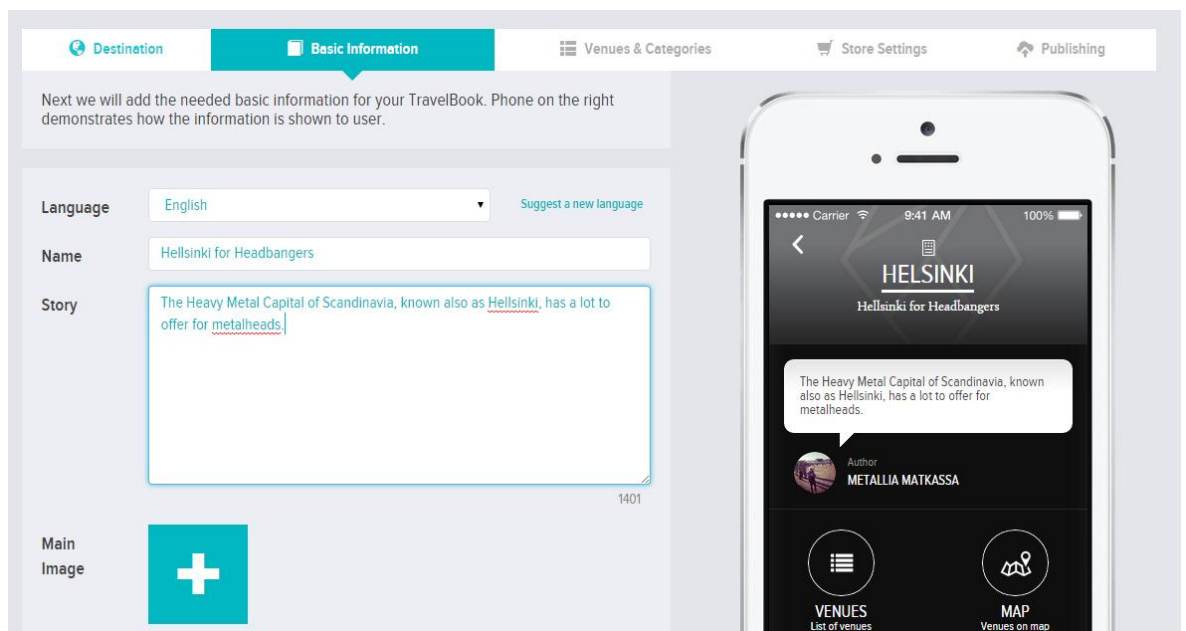 Destination
Basic Information
Venues & Categories
Store Settings
Publishing
Next we will add the needed basic information for your TravelBook. Phone on the right
demonstrates how the information is shown to user.
Language
English
Suggest a new language
Name
Hellsinki for Headbangers
Story
The Heavy Metal Capital of Scandinavia, known also as Hellsinki, has a lot to
offer for metalheads.
1401
Main
Image
Carrier
9:41 AM
100%
HELSINKI
Hellsinki for Headbangers
The Heavy Metal Capital of Scandinavia, known
also as Hellsinki, has a lot to offer for
metalheads.
Author
METALLIA MATKASSA
VENUES
List of venues
MAP
Venues on map